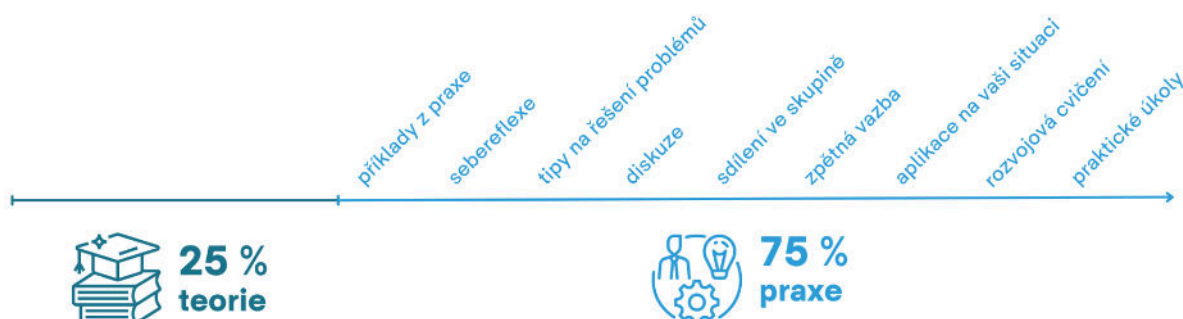 příklady z praxe
sebereflexe
tipy na řešení problémů
diskuze
sdílení ve skupině
zpětná vazba
aplikace na vaši situaci
rozvojová cvičení
praktické úkoly
25 %
teorie
75 %
praxe